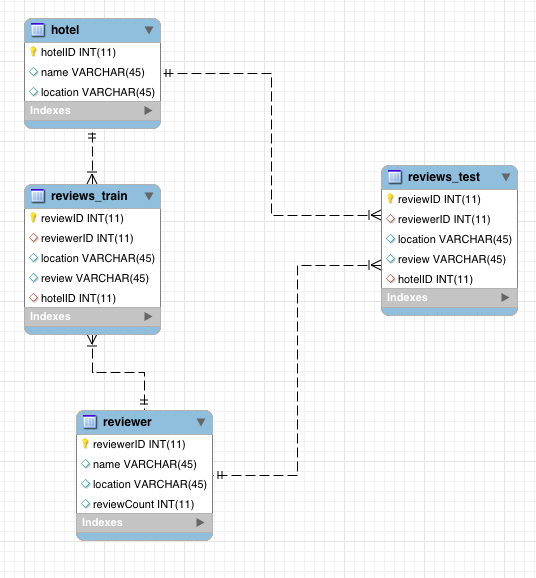 hotel
hotelID INT(11)
name VARCHAR(45)
location VARCHAR(45)
Indexes
reviews_train
reviewID INT(11)
reviewerID INT(11)
location VARCHAR(45)
review VARCHAR(45)
hotelID INT(11)
Indexes
reviews_test
reviewID INT(11)
reviewerID INT(11)
location VARCHAR(45)
review VARCHAR(45)
hotelID INT(11)
Indexes
reviewer
reviewerID INT(11)
name VARCHAR(45)
location VARCHAR(45)
reviewCount INT(11)
Indexes